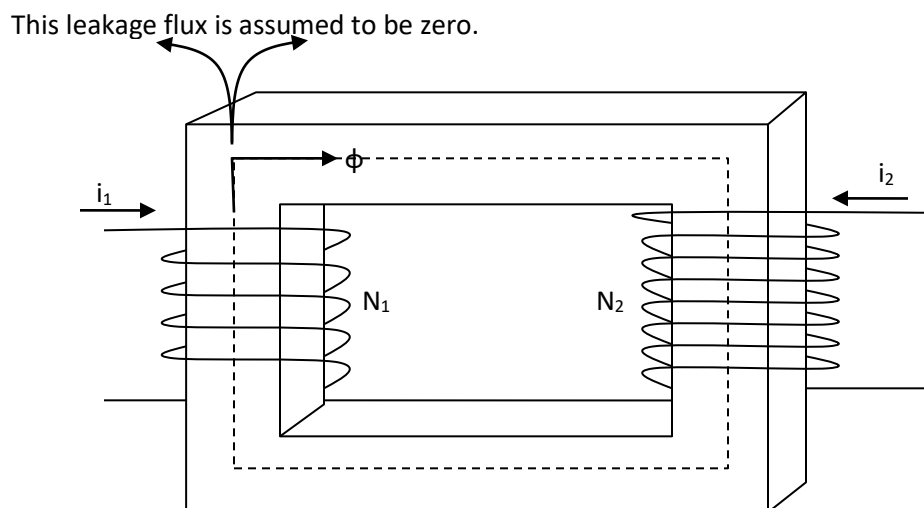 This leakage flux is assumed to be zero.
ϕ
i₁
i₂
N₁
N₂